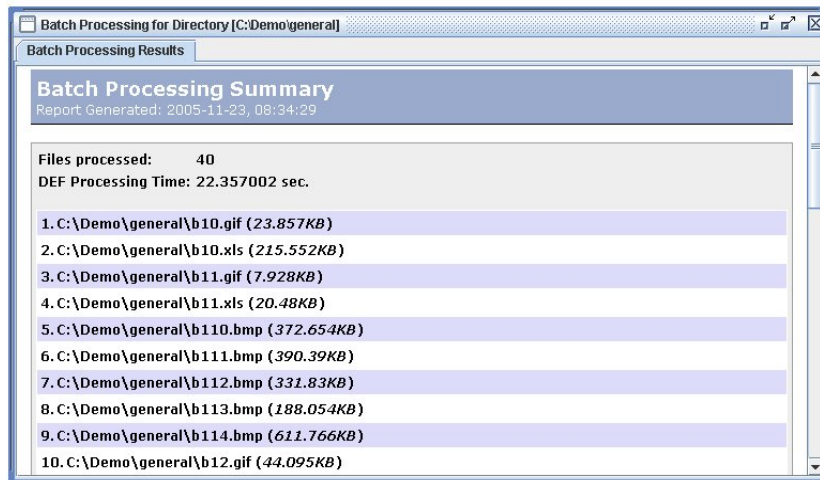 Batch Processing for Directory [C:\Demo\general]
Batch Processing Results
Batch Processing Summary
Report Generated: 2005-11-23, 08:34:29
Files processed: 40
DEF Processing Time: 22.357002 sec.
1. C:\Demo\general\b10.gif (23.857KB)
2. C:\Demo\general\b10.xls (215.552KB)
3. C:\Demo\general\b11.gif (7.928KB)
4. C:\Demo\general\b11.xls (20.48KB)
5. C:\Demo\general\b110.bmp (372.654KB)
6. C:\Demo\general\b111.bmp (390.39KB)
7. C:\Demo\general\b112.bmp (331.83KB)
8. C:\Demo\general\b113.bmp (188.054KB)
9. C:\Demo\general\b114.bmp (611.766KB)
10. C:\Demo\general\b12.gif (44.095KB)